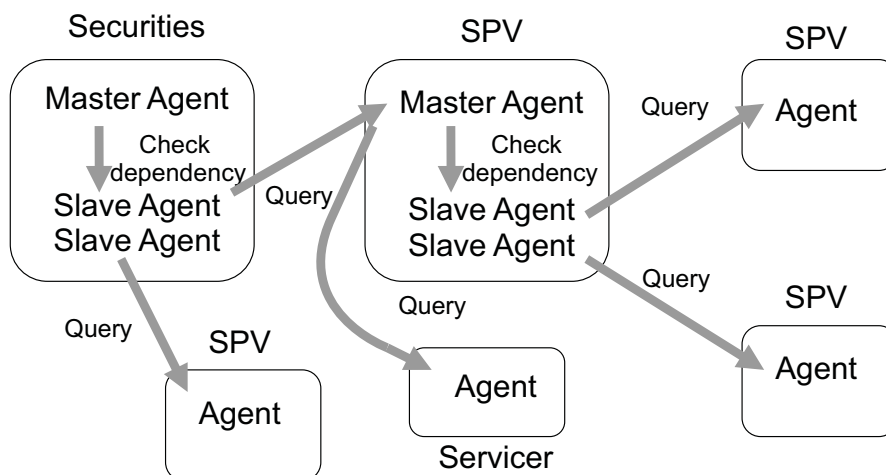 Securities
Master Agent
Check
dependency
Slave Agent
Slave Agent
Query
Query
SPV
Agent
SPV
Master Agent
Check
dependency
Slave Agent
Slave Agent
Query
Agent
Servicer
Query
SPV
Agent
Query
SPV
Agent